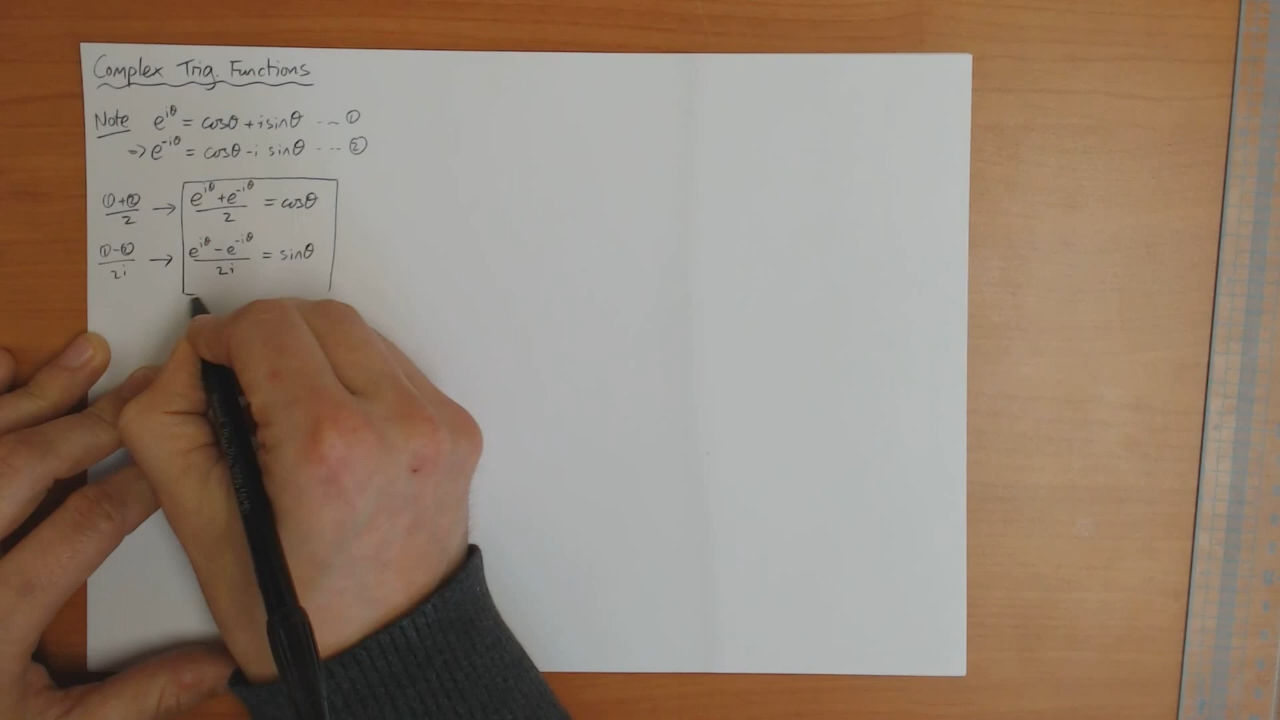 Complex Trig. Functions
Note e^{iθ} = cosθ + i sinθ --- ①
=> e^{-iθ} = cosθ - i sinθ --- ②
(①+②)/2 → (e^{iθ} + e^{-iθ})/2 = cosθ
(①-②)/2i → (e^{iθ} - e^{-iθ})/2i = sinθ